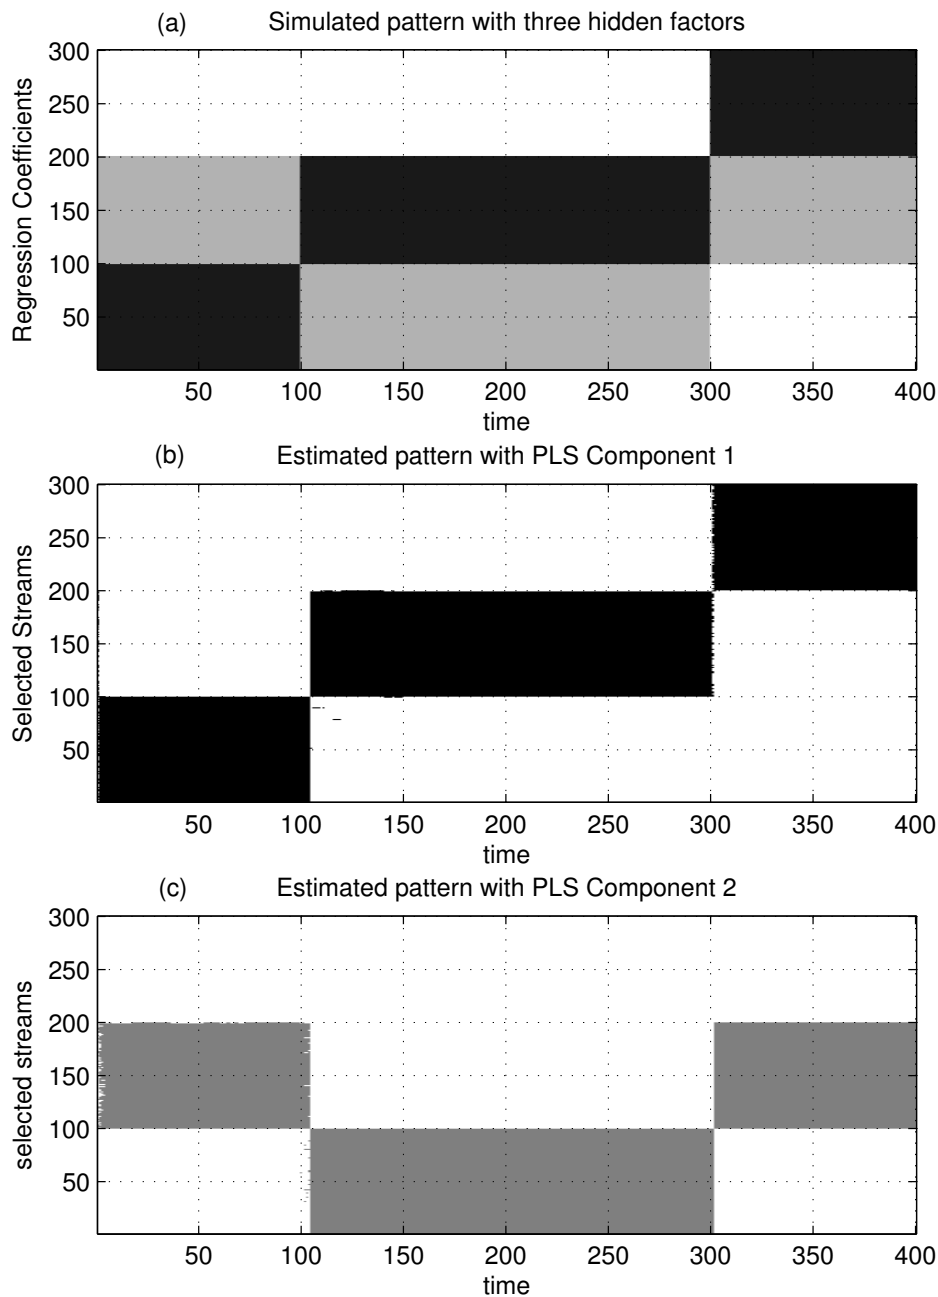 (a) Simulated pattern with three hidden factors
Regression Coefficients
300
250
200
150
100
50
50 100 150 200 250 300 350 400
time
(b) Estimated pattern with PLS Component 1
Selected Streams
300
250
200
150
100
50
50 100 150 200 250 300 350 400
time
(c) Estimated pattern with PLS Component 2
selected streams
300
250
200
150
100
50
50 100 150 200 250 300 350 400
time